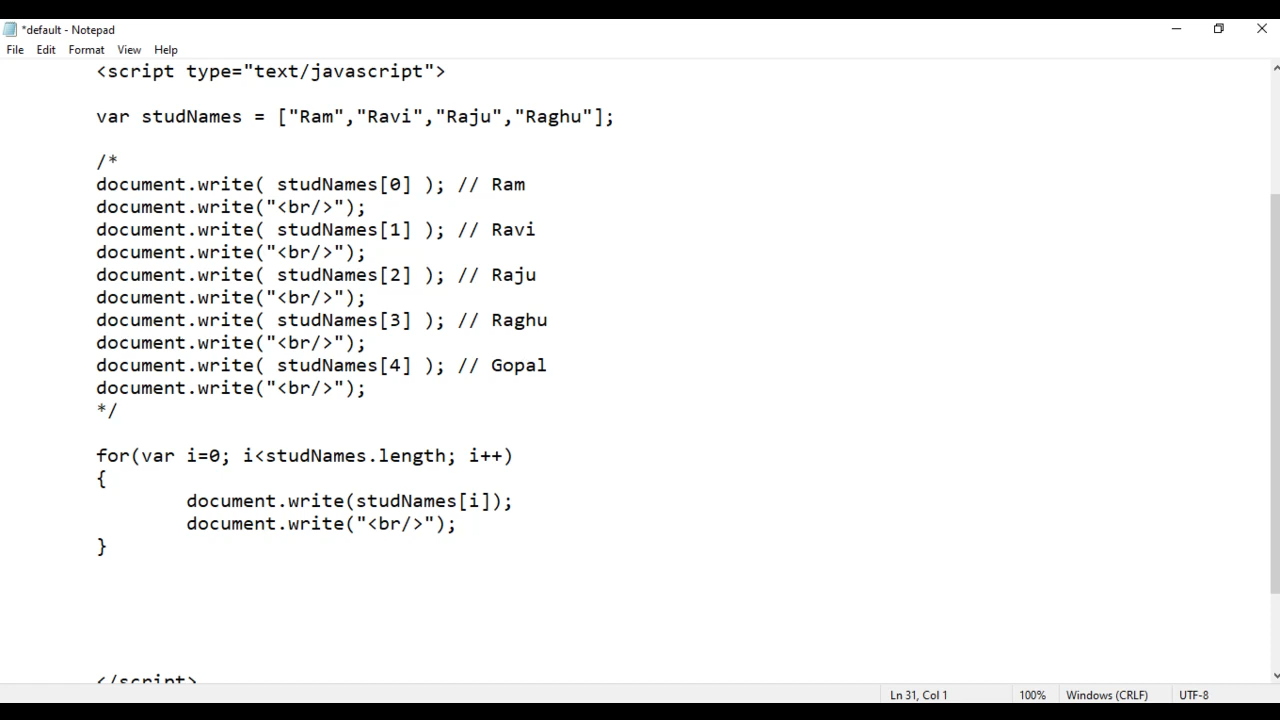 *default - Notepad
File Edit Format View Help
<script type="text/javascript">
var studNames = ["Ram","Ravi","Raju","Raghu"];
/*
document.write( studNames[0] ); // Ram
document.write("<br/>");
document.write( studNames[1] ); // Ravi
document.write("<br/>");
document.write( studNames[2] ); // Raju
document.write("<br/>");
document.write( studNames[3] ); // Raghu
document.write("<br/>");
document.write( studNames[4] ); // Gopal
document.write("<br/>");
*/
for(var i=0; i<studNames.length; i++)
{
document.write(studNames[i]);
document.write("<br/>");
}
</script>
Ln 31, Col 1 100% Windows (CRLF) UTF-8